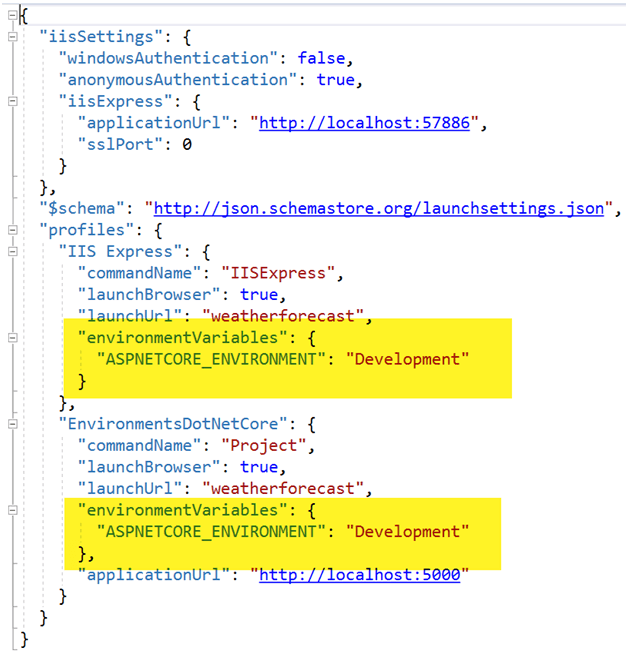 {
  "iisSettings": {
    "windowsAuthentication": false,
    "anonymousAuthentication": true,
    "iisExpress": {
      "applicationUrl": "http://localhost:57886",
      "sslPort": 0
    }
  },
  "$schema": "http://json.schemastore.org/launchsettings.json",
  "profiles": {
    "IIS Express": {
      "commandName": "IISExpress",
      "launchBrowser": true,
      "launchUrl": "weatherforecast",
      "environmentVariables": {
        "ASPNETCORE_ENVIRONMENT": "Development"
      }
    },
    "EnvironmentsDotNetCore": {
      "commandName": "Project",
      "launchBrowser": true,
      "launchUrl": "weatherforecast",
      "environmentVariables": {
        "ASPNETCORE_ENVIRONMENT": "Development"
      },
      "applicationUrl": "http://localhost:5000"
    }
  }
}